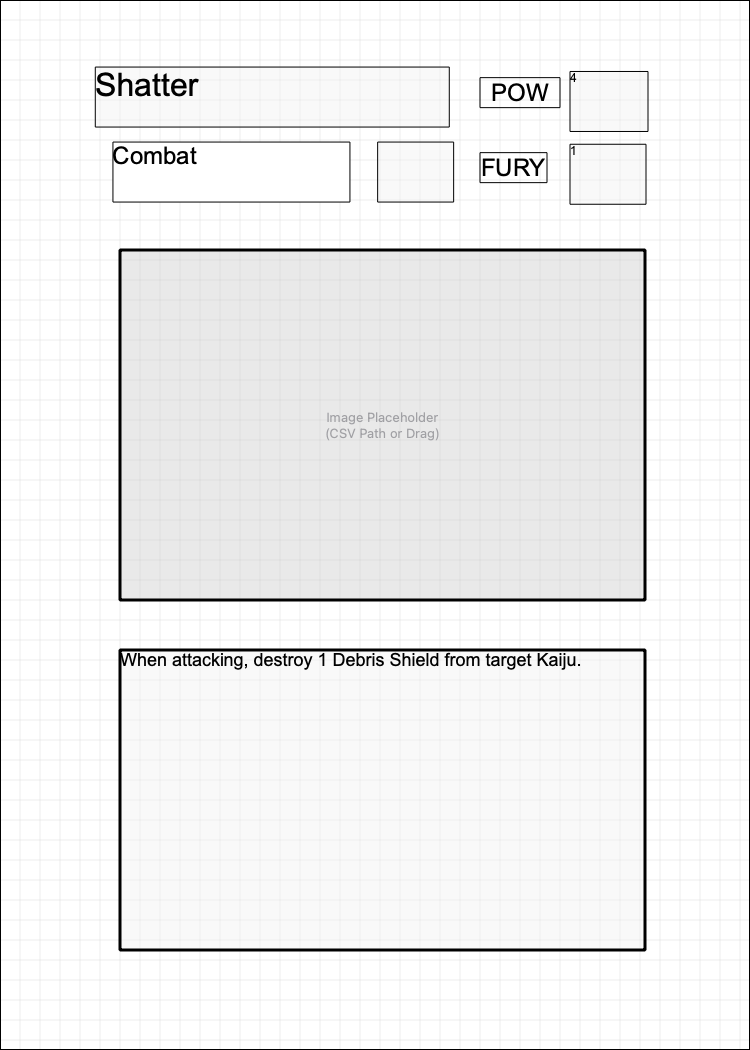 Shatter
POW
4
Combat
FURY
1
Image Placeholder
(CSV Path or Drag)
When attacking, destroy 1 Debris Shield from target Kaiju.